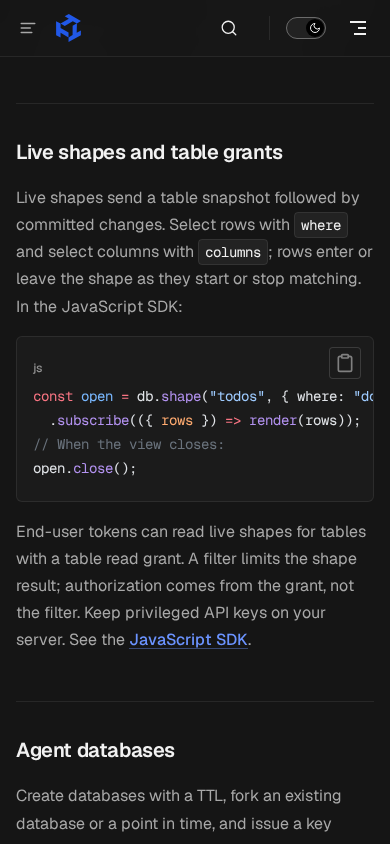 Live shapes and table grants
Live shapes send a table snapshot followed by
committed changes. Select rows with where
and select columns with columns; rows enter or
leave the shape as they start or stop matching.
In the JavaScript SDK:
js
const open = db.shape("todos", { where: "do
  .subscribe(({ rows }) => render(rows));
// When the view closes:
open.close();
End-user tokens can read live shapes for tables
with a table read grant. A filter limits the shape
result; authorization comes from the grant, not
the filter. Keep privileged API keys on your
server. See the JavaScript SDK.
Agent databases
Create databases with a TTL, fork an existing
database or a point in time, and issue a key